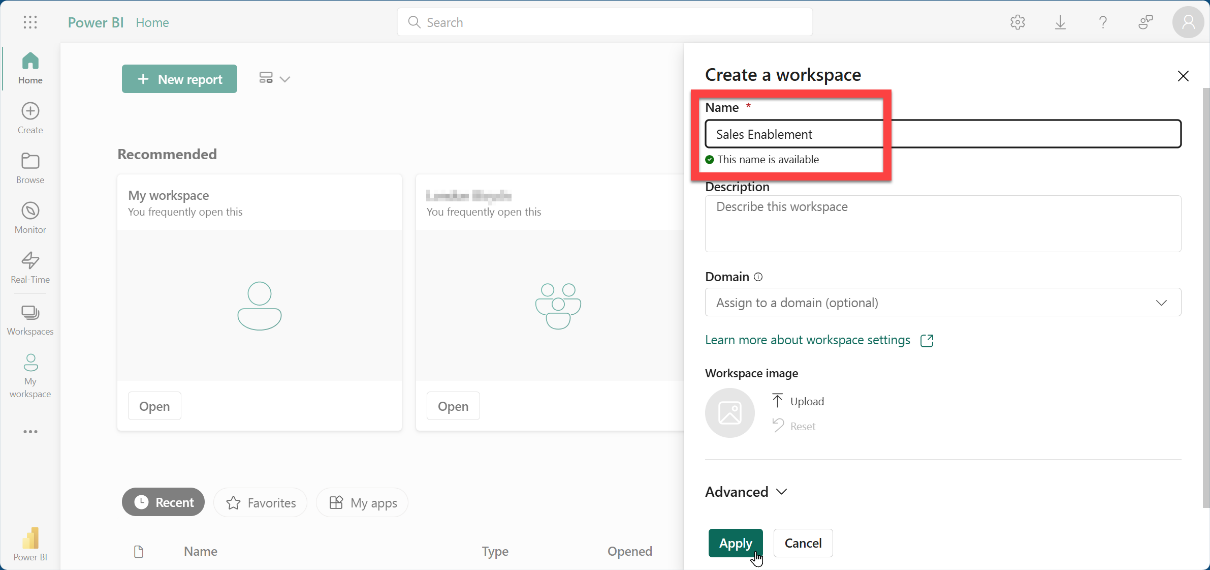 Power BI Home
Search
Home
Create
Browse
Monitor
Real-Time
Workspaces
My
workspace
Power BI
New report
Recommended
My workspace
You frequently open this
Open
You frequently open this
Open
Recent
Favorites
My apps
Name Type Opened
Create a workspace
Name *
Sales Enablement
This name is available
Description
Describe this workspace
Domain
Assign to a domain (optional)
Learn more about workspace settings
Workspace image
Upload
Reset
Advanced
Apply
Cancel